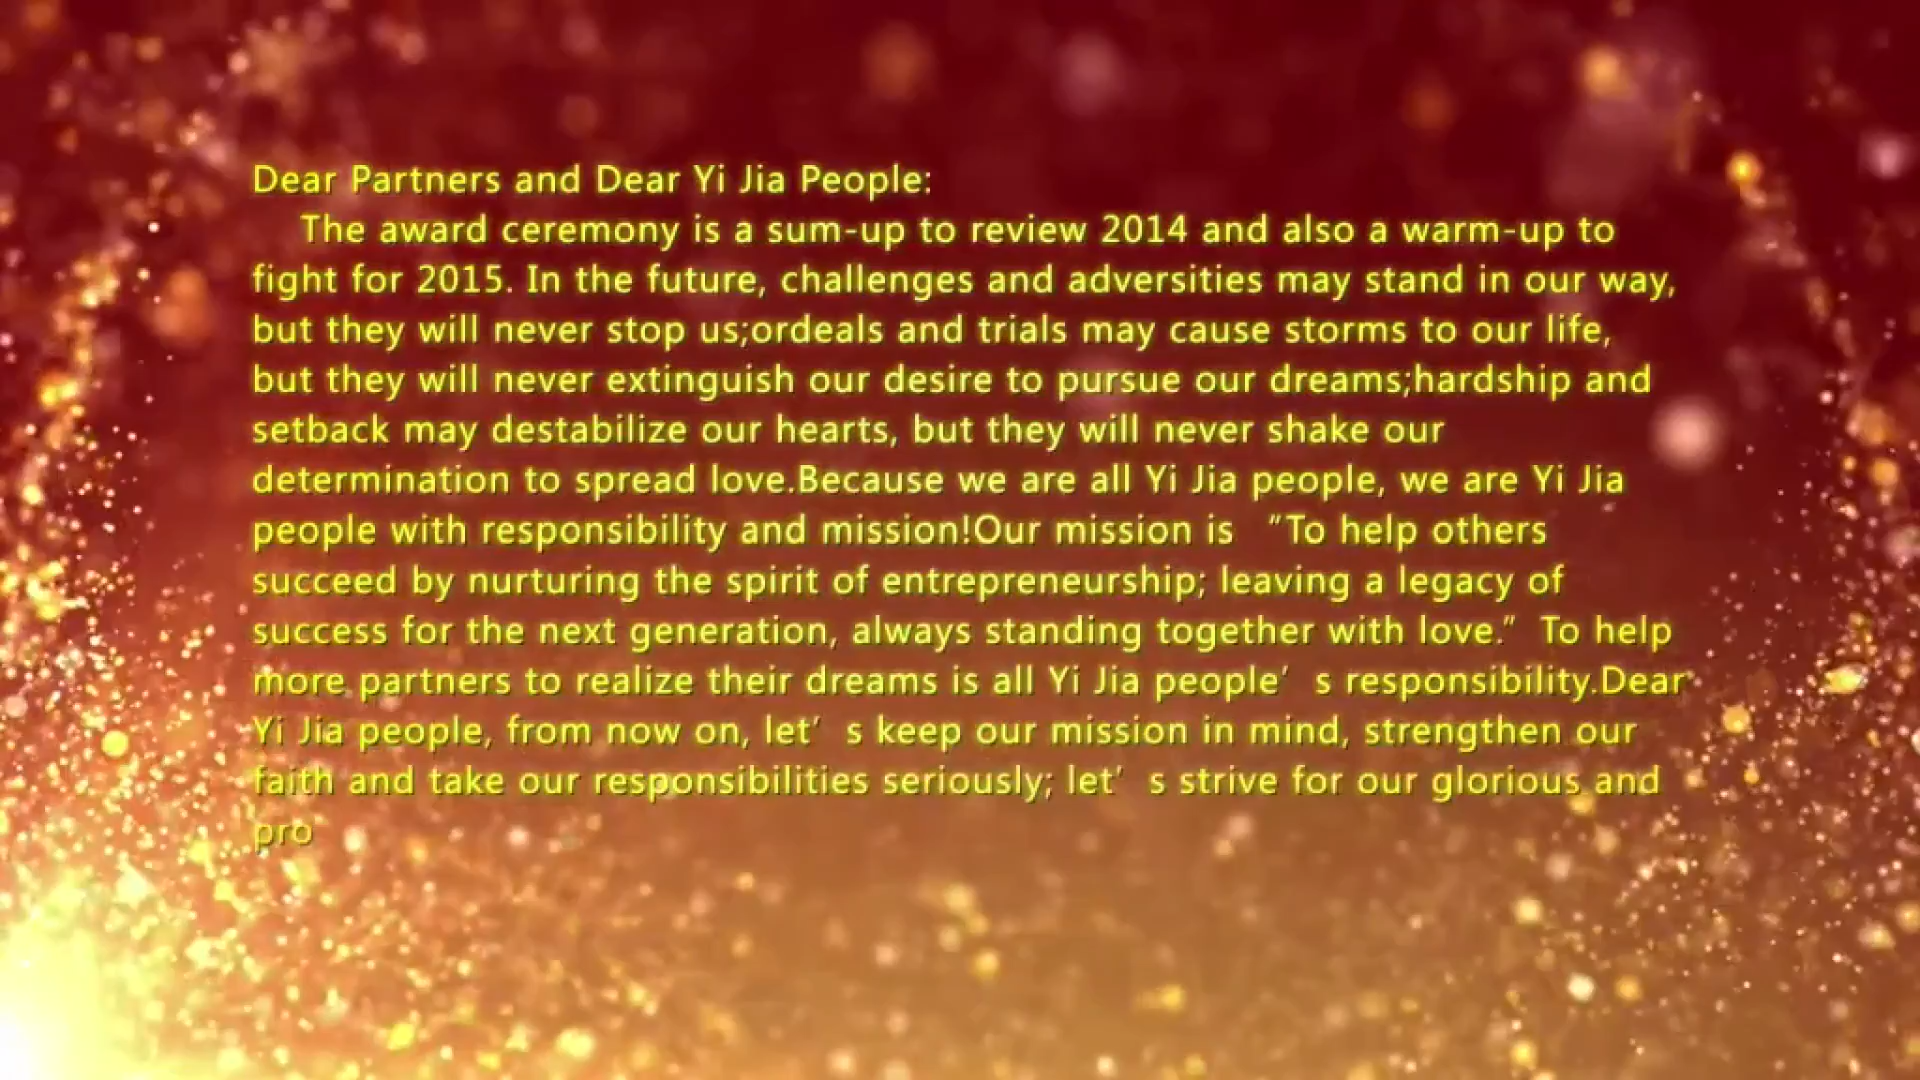 Dear Partners and Dear Yi Jia People:
The award ceremony is a sum-up to review 2014 and also a warm-up to
fight for 2015. In the future, challenges and adversities may stand in our way,
but they will never stop us;ordeals and trials may cause storms to our life,
but they will never extinguish our desire to pursue our dreams;hardship and
setback may destabilize our hearts, but they will never shake our
determination to spread love.Because we are all Yi Jia people, we are Yi Jia
people with responsibility and mission!Our mission is “To help others
succeed by nurturing the spirit of entrepreneurship; leaving a legacy of
success for the next generation, always standing together with love.” To help
more partners to realize their dreams is all Yi Jia people’ s responsibility.Dear
Yi Jia people, from now on, let’ s keep our mission in mind, strengthen our
faith and take our responsibilities seriously; let’ s strive for our glorious and
pro